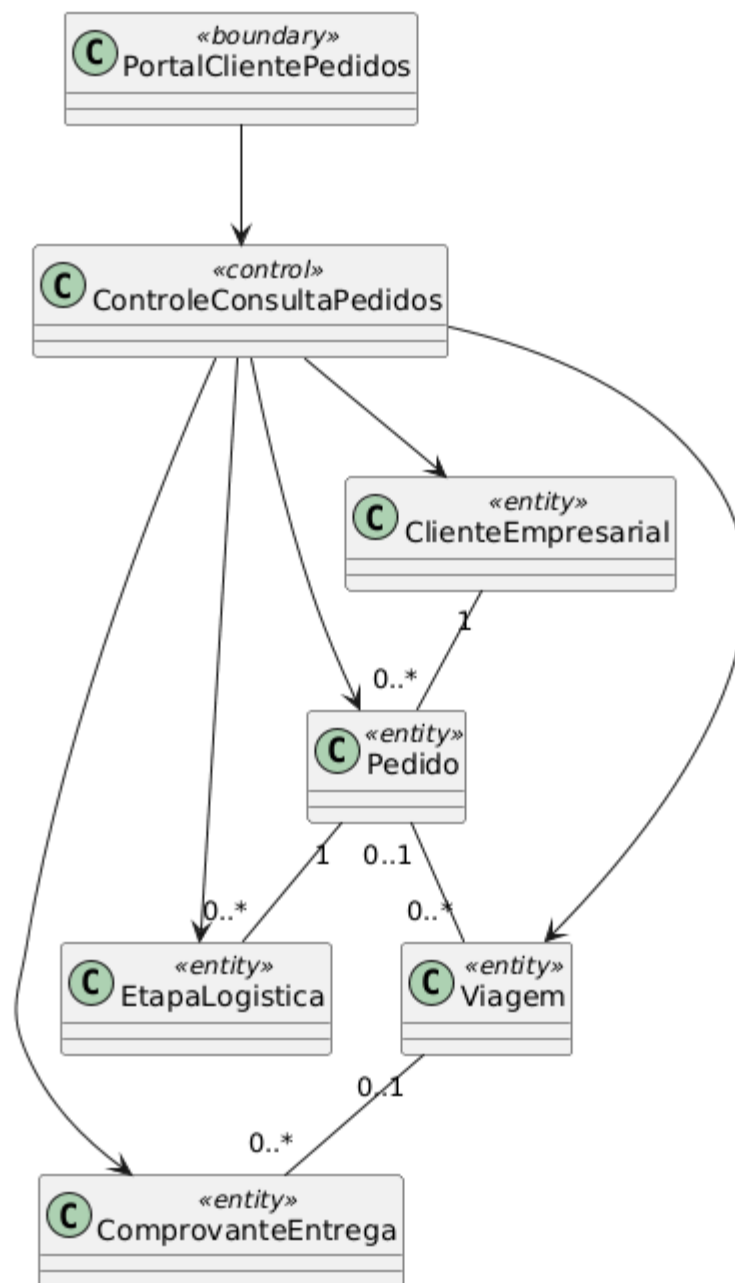 C
«boundary»
PortalClientePedidos
C
«control»
ControleConsultaPedidos
C
«entity»
ClienteEmpresarial
1
0..*
C
«entity»
Pedido
1
0..1
0..*
0..*
C
«entity»
EtapaLogistica
C
«entity»
Viagem
0..1
0..*
C
«entity»
ComprovanteEntrega